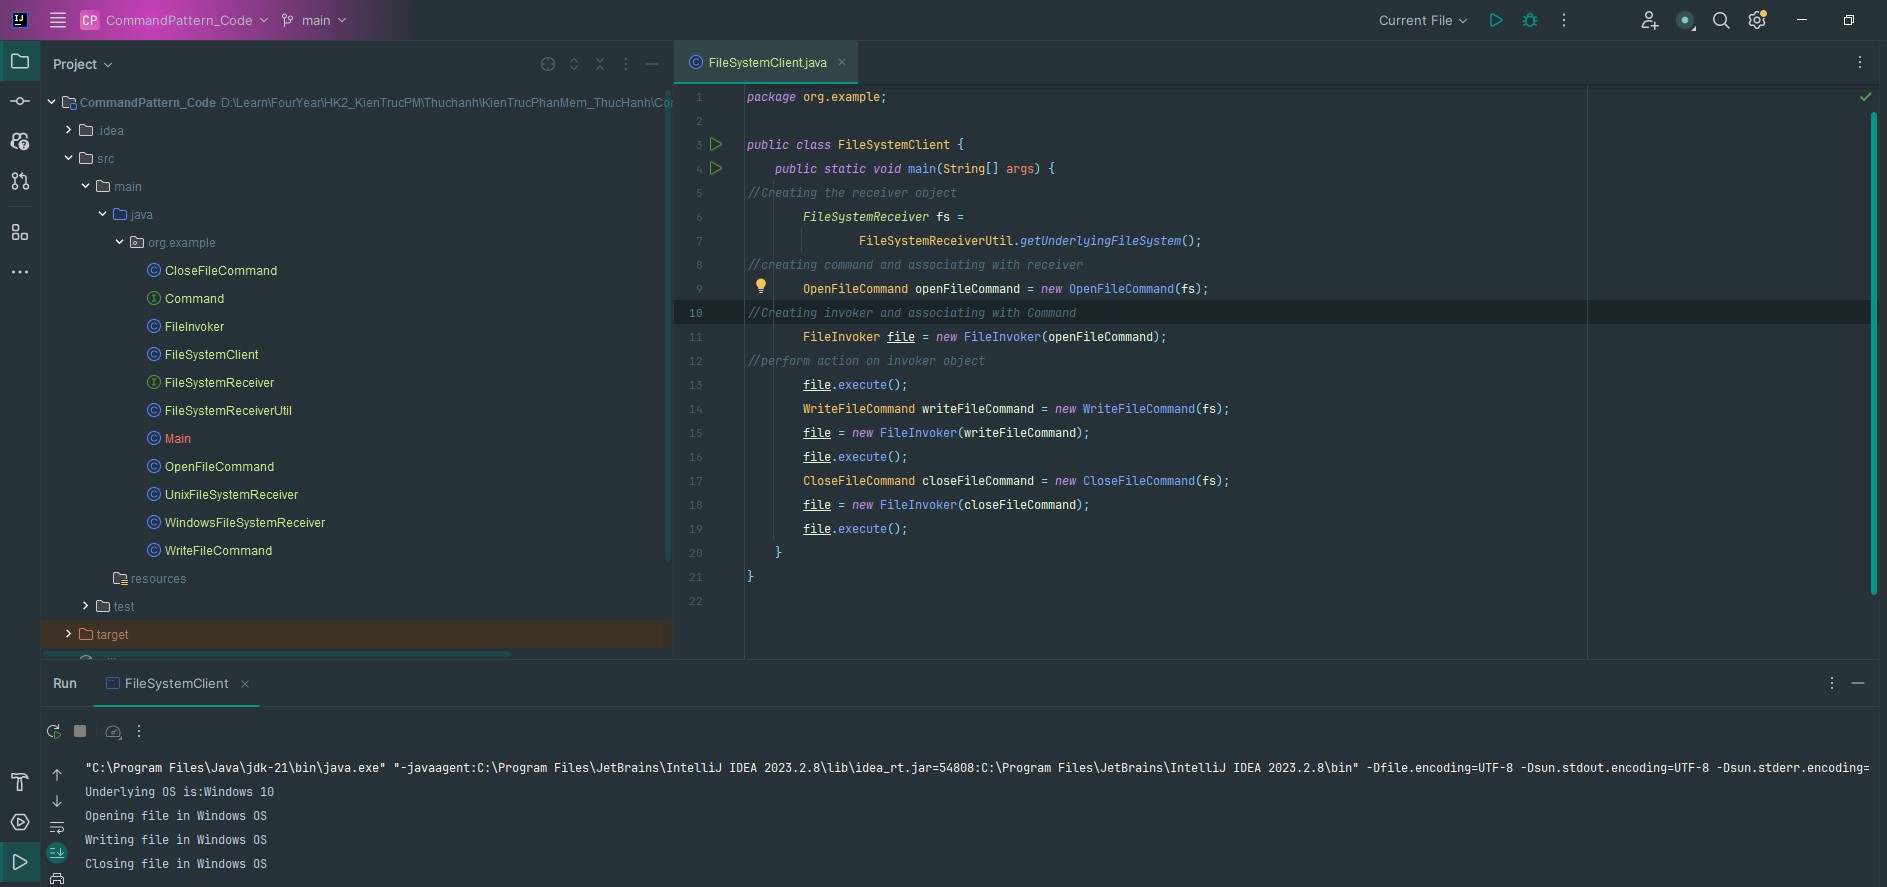 CP CommandPattern_Code main Current File
Project
CommandPattern_Code D:\Learn\FourYear\HK2_KienTrucPM\Thuchanh\KienTrucPhanMem_ThucHanh\Co
.idea
src
main
java
org.example
CloseFileCommand
Command
FileInvoker
FileSystemClient
FileSystemReceiver
FileSystemReceiverUtil
Main
OpenFileCommand
UnixFileSystemReceiver
WindowsFileSystemReceiver
WriteFileCommand
resources
test
target
FileSystemClient.java
1 package org.example;
2
3 public class FileSystemClient {
4 public static void main(String[] args) {
5 //Creating the receiver object
6 FileSystemReceiver fs =
7 FileSystemReceiverUtil.getUnderlyingFileSystem();
8 //creating command and associating with receiver
9 OpenFileCommand openFileCommand = new OpenFileCommand(fs);
10 //Creating invoker and associating with Command
11 FileInvoker file = new FileInvoker(openFileCommand);
12 //perform action on invoker object
13 file.execute();
14 WriteFileCommand writeFileCommand = new WriteFileCommand(fs);
15 file = new FileInvoker(writeFileCommand);
16 file.execute();
17 CloseFileCommand closeFileCommand = new CloseFileCommand(fs);
18 file = new FileInvoker(closeFileCommand);
19 file.execute();
20 }
21 }
22
Run FileSystemClient
"C:\Program Files\Java\jdk-21\bin\java.exe" "-javaagent:C:\Program Files\JetBrains\IntelliJ IDEA 2023.2.8\lib\idea_rt.jar=54808:C:\Program Files\JetBrains\IntelliJ IDEA 2023.2.8\bin" -Dfile.encoding=UTF-8 -Dsun.stdout.encoding=UTF-8 -Dsun.stderr.encoding=
Underlying OS is:Windows 10
Opening file in Windows OS
Writing file in Windows OS
Closing file in Windows OS